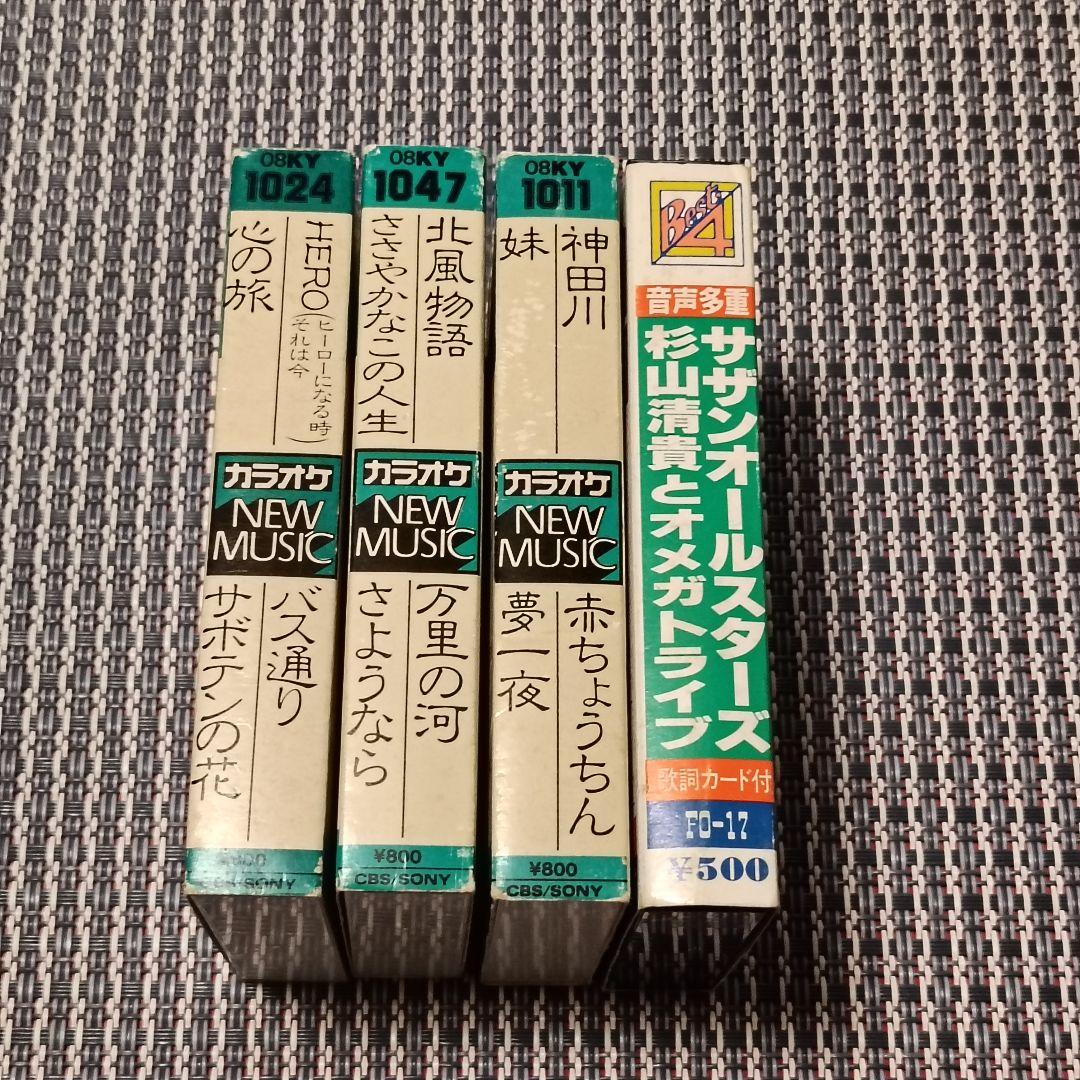 08KY
1024
HERO(ヒーローになる時
それは今)
心の旅
カラオケ
NEW
MUSIC
バス通り
サボテンの花
CBS/SONY
08KY
1047
北風物語
ささやかなこの人生
カラオケ
NEW
MUSIC
万里の河
さようなら
¥800
CBS/SONY
08KY
1011
神田川
妹
カラオケ
NEW
MUSIC
赤ちょうちん
夢一夜
¥800
CBS/SONY
Best
4
音声多重
サザンオールスターズ
杉山清貴とオメガトライブ
歌詞カード付
FO-17
¥500